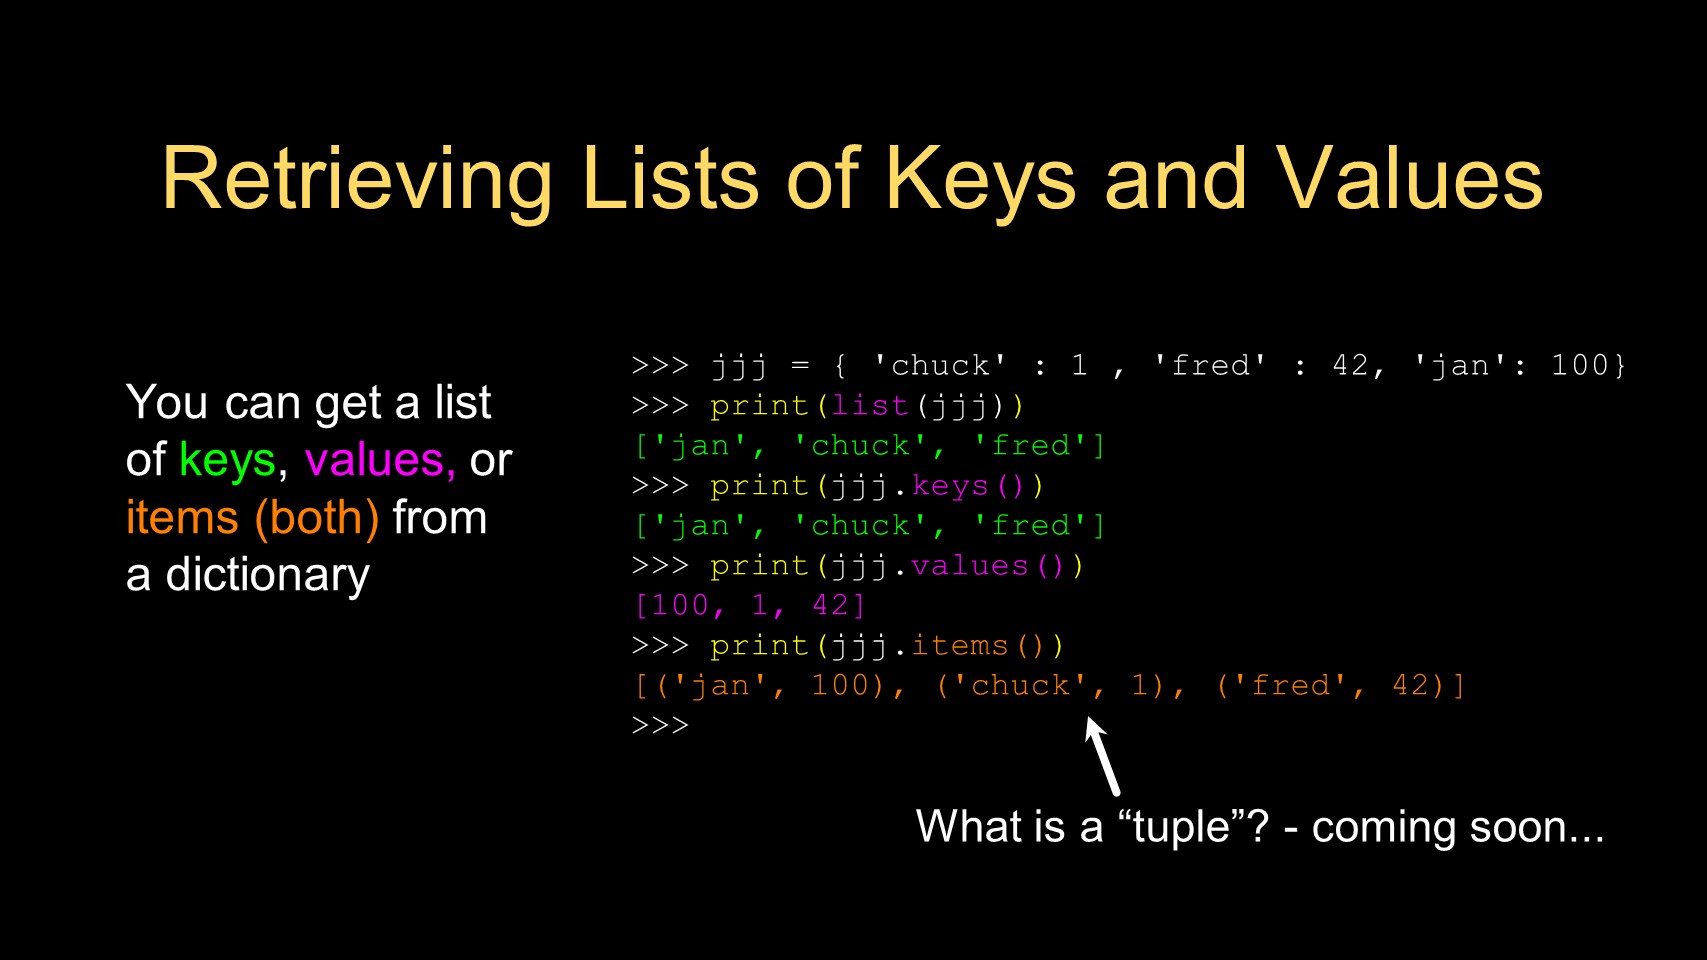 Retrieving Lists of Keys and Values
You can get a list
of keys, values, or
items (both) from
a dictionary
>>> jjj = { 'chuck' : 1 , 'fred' : 42, 'jan': 100}
>>> print(list(jjj))
['jan', 'chuck', 'fred']
>>> print(jjj.keys())
['jan', 'chuck', 'fred']
>>> print(jjj.values())
[100, 1, 42]
>>> print(jjj.items())
[('jan', 100), ('chuck', 1), ('fred', 42)]
>>>
What is a “tuple”? - coming soon...